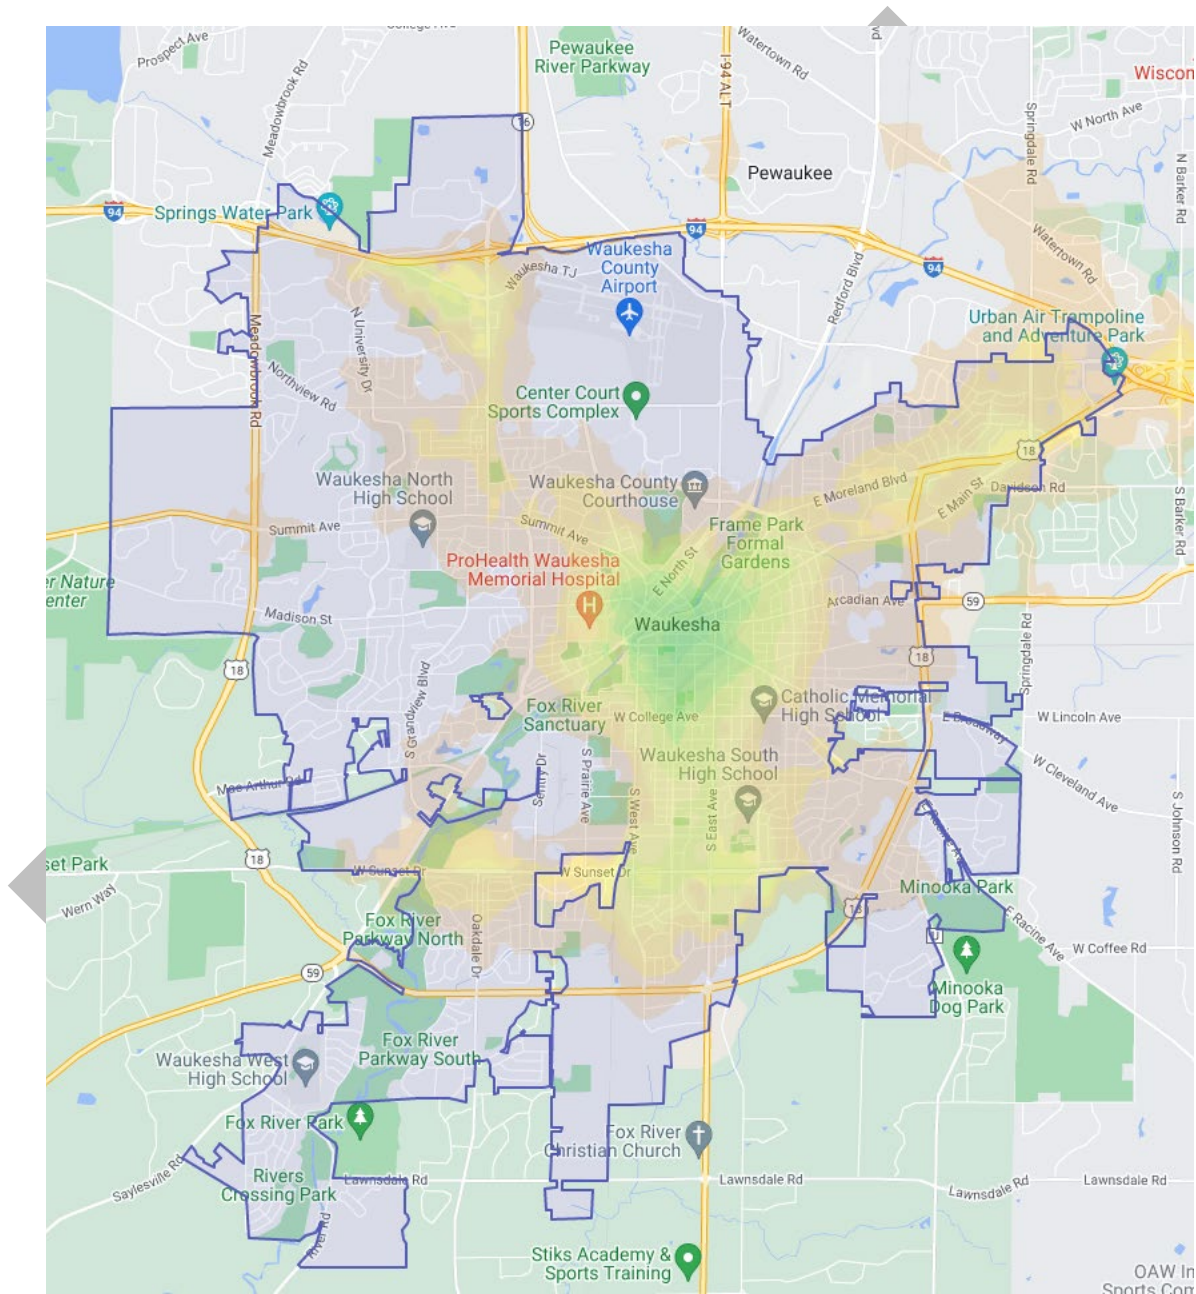 Prospect Ave
College Ave
Pewaukee
River Parkway
Watertown Rd
I-94 ALT
Wiscon
Meadowbrook Rd
Springdale Rd
W North Ave
N Barker Rd
16
Pewaukee
94
Springs Water Park
94
Waukesha
County
Airport
Waukesha TJ
Redford Blvd
94
Watertown Rd
Urban Air Trampoline
and Adventure Park
N University Dr
Meadowbrook Rd
Northview Rd
Center Court
Sports Complex
18
Waukesha North
High School
Waukesha County
Courthouse
E Moreland Blvd
E Main St
Davidson Rd
S Barker Rd
Summit Ave
Summit Ave
Frame Park
Formal
Gardens
E North St
ProHealth Waukesha
Memorial Hospital
er Nature
enter
Madison St
Waukesha
Arcadian Ave
59
Springdale Rd
18
18
S Grandview Blvd
Fox River
Sanctuary
W College Ave
Catholic Memorial
High School
E Broadway
W Lincoln Ave
Waukesha South
High School
W Cleveland Ave
Mac Arthur Rd
Sentry Dr
S Prairie Ave
S West Ave
S East Ave
E Racine Ave
S Johnson Rd
set Park
18
W Sunset Dr
W Sunset Dr
Minooka Park
Wern Way
Fox River
Parkway North
Oakdale Dr
18
E Racine Ave
W Coffee Rd
59
Minooka
Dog Park
Fox River
Parkway South
Waukesha West
High School
Fox River Park
Fox River
Christian Church
Saylesville Rd
Rivers
Crossing Park
Lawnsdale Rd
Lawnsdale Rd
Lawnsdale Rd
Lawnsdale Rd
River Rd
Stiks Academy &
Sports Training
OAW In
Sports Com